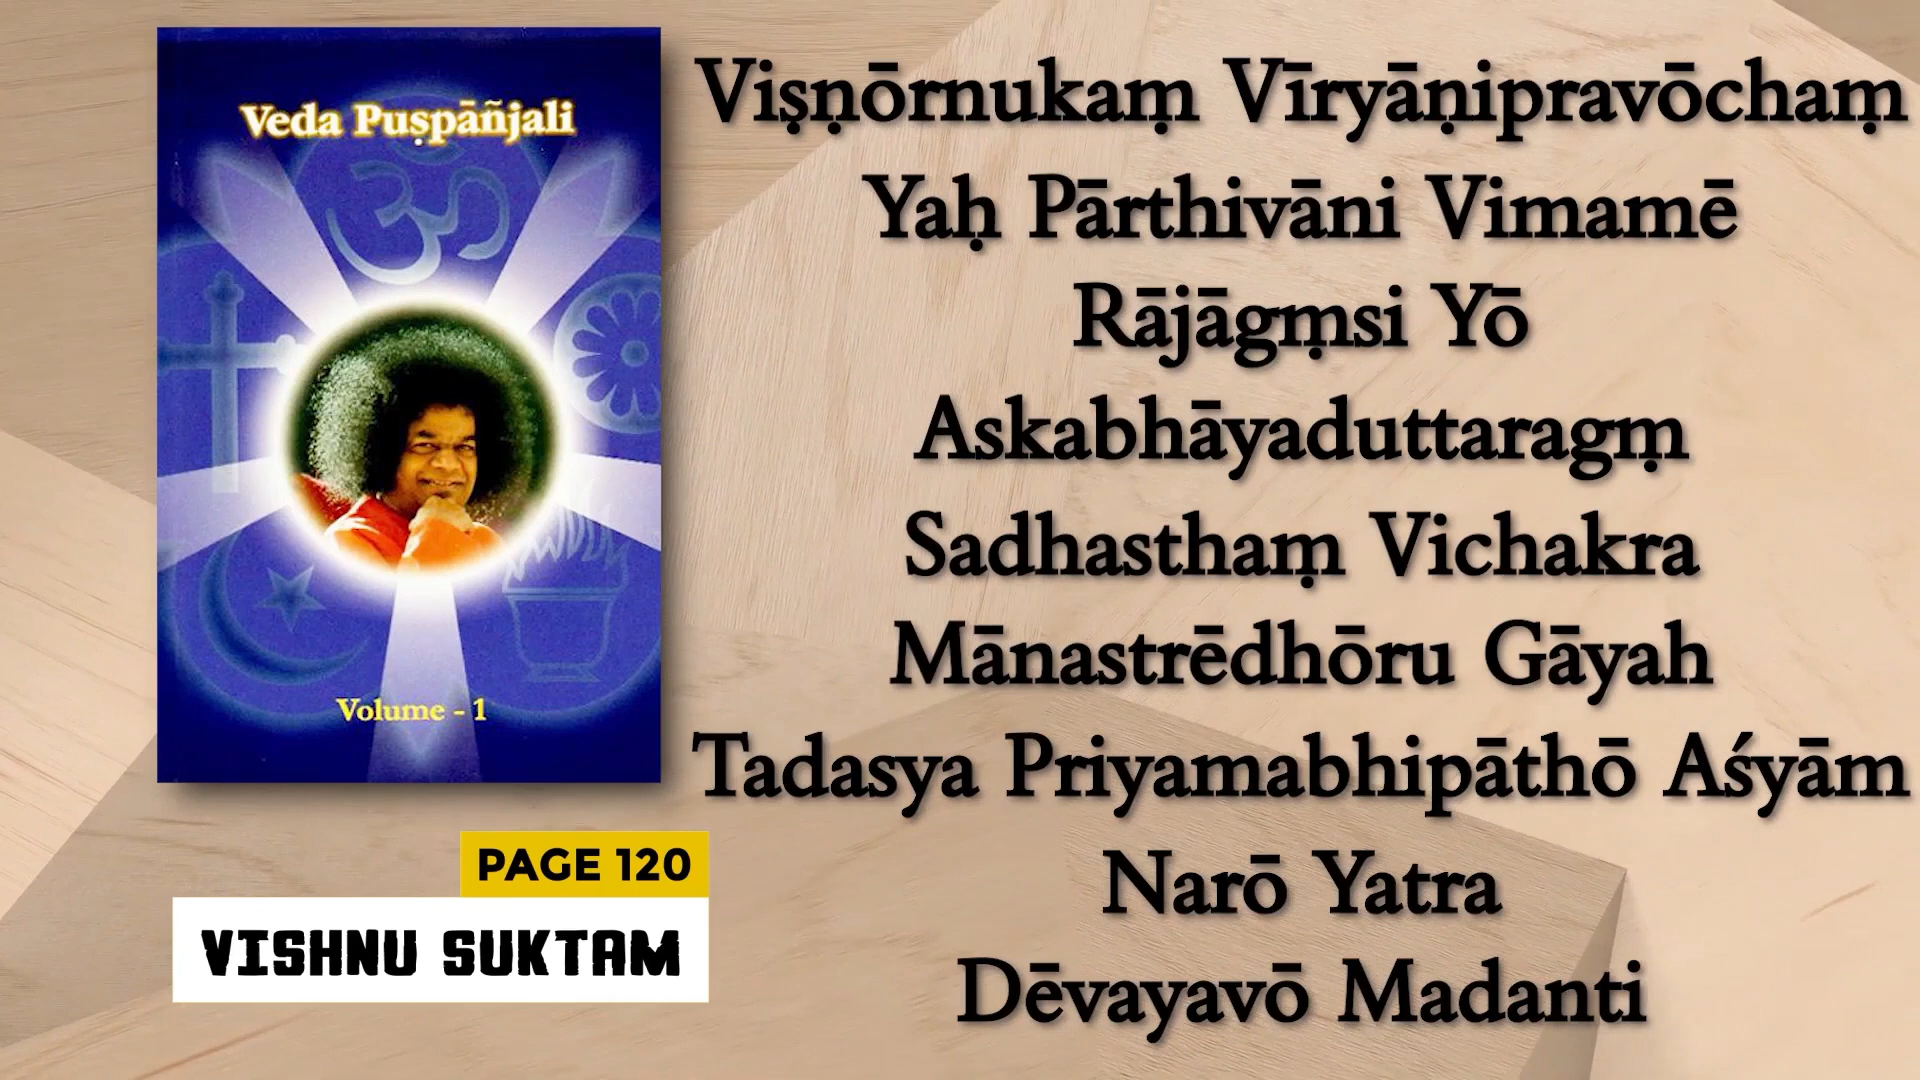 Veda Puṣpāñjali
Volume - 1
PAGE 120
VISHNU SUKTAM
Viṣṇōrnukaṃ Vīryāṇipravōchaṃ
Yaḥ Pārthivāni Vimamē
Rājāgṃsi Yō
Askabhāyaduttaragṃ
Sadhasthaṃ Vichakra
Mānastrēdhōru Gāyah
Tadasya Priyamabhipāthō Aśyām
Narō Yatra
Dēvayavō Madanti